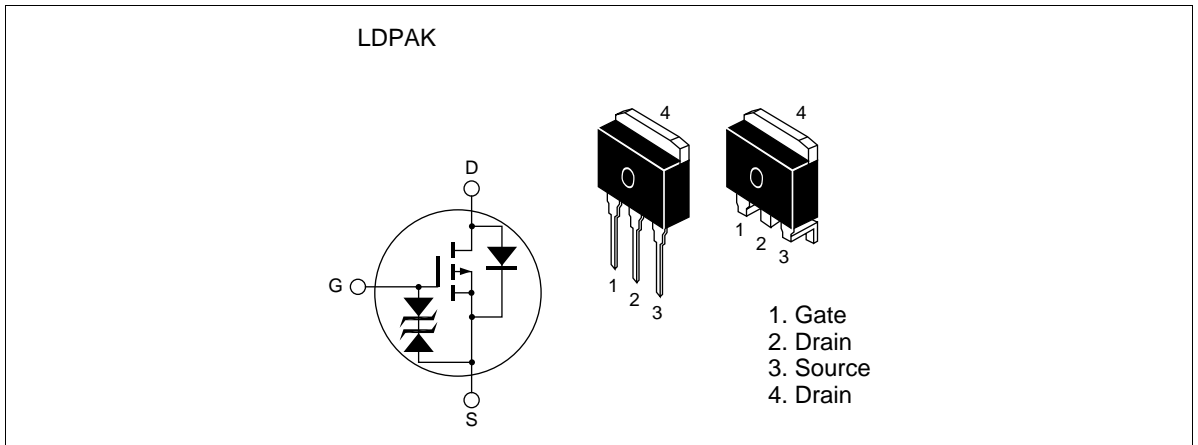 LDPAK
4
4
D
G
S
1
2
3
1
2
3
1. Gate
2. Drain
3. Source
4. Drain